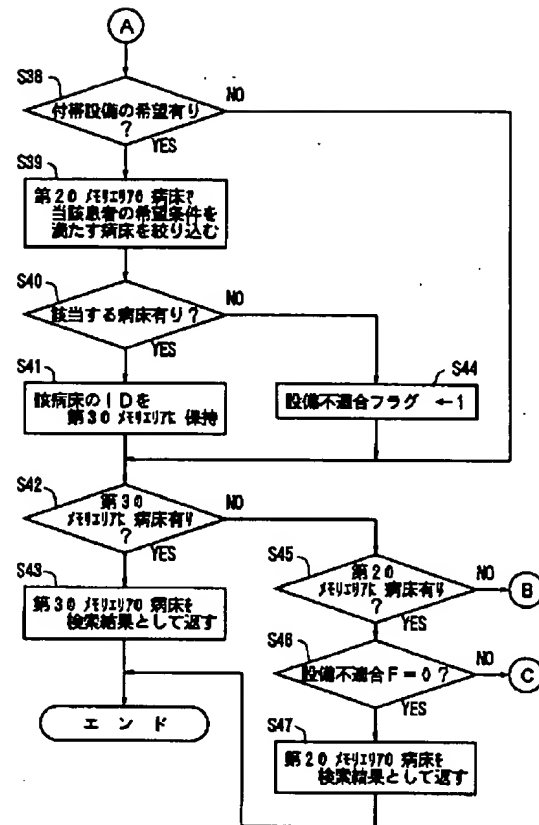 A
S38
付帯設備の希望有り
?
NO
YES
S39
第20メモリエリアの病床で
当該患者の希望条件を
満たす病床を絞り込む
S40
該当する病床有り?
NO
YES
S41
該病床のIDを
第30メモリエリアに保持
S44
設備不適合フラグ ←1
S42
第30
メモリエリアに病床有り
?
NO
YES
S43
第30メモリエリアの病床を
検索結果として返す
エンド
S45
第20
メモリエリアに病床有り
?
NO
B
YES
S46
設備不適合F=0?
NO
C
YES
S47
第20メモリエリアの病床を
検索結果として返す